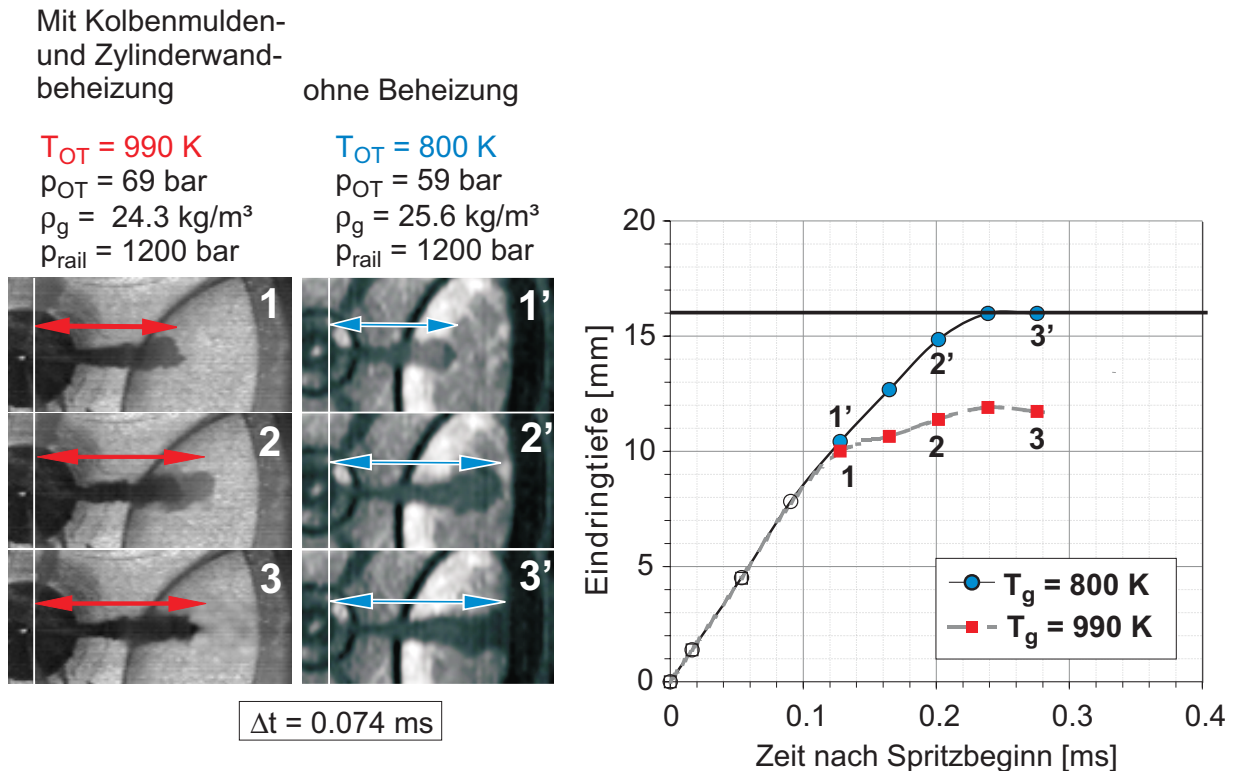 Mit Kolbenmulden-
und Zylinderwand-
beheizung
T_OT = 990 K
p_OT = 69 bar
ρ_g = 24.3 kg/m³
p_rail = 1200 bar
ohne Beheizung
T_OT = 800 K
p_OT = 59 bar
ρ_g = 25.6 kg/m³
p_rail = 1200 bar
1
1'
2
2'
3
3'
Δt = 0.074 ms
Eindringtiefe [mm]
20
15
10
5
0
0
0.1
0.2
0.3
0.4
Zeit nach Spritzbeginn [ms]
1'
2'
3'
1
2
3
T_g = 800 K
T_g = 990 K